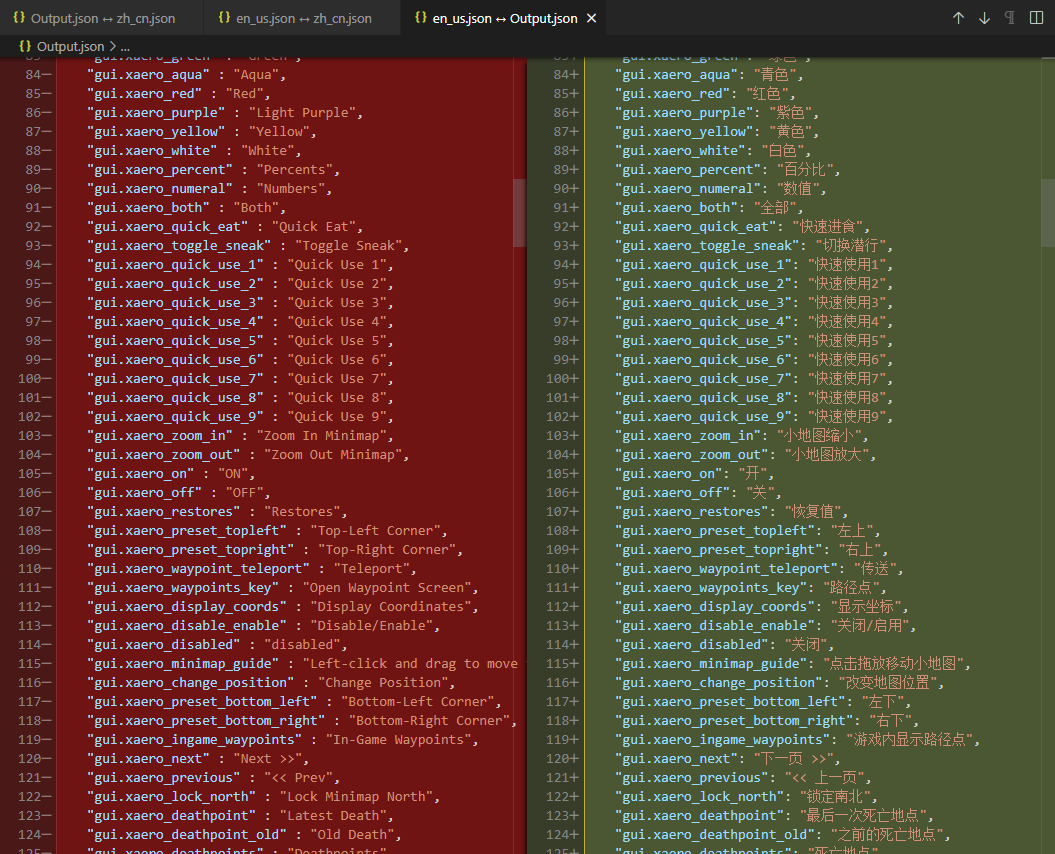 {} Output.json ↔ zh_cn.json {} en_us.json ↔ zh_cn.json {} en_us.json ↔ Output.json ×
{} Output.json > ...
84− "gui.xaero_aqua" : "Aqua", 84+ "gui.xaero_aqua": "青色",
85− "gui.xaero_red" : "Red", 85+ "gui.xaero_red": "红色",
86− "gui.xaero_purple" : "Light Purple", 86+ "gui.xaero_purple": "紫色",
87− "gui.xaero_yellow" : "Yellow", 87+ "gui.xaero_yellow": "黄色",
88− "gui.xaero_white" : "White", 88+ "gui.xaero_white": "白色",
89− "gui.xaero_percent" : "Percents", 89+ "gui.xaero_percent": "百分比",
90− "gui.xaero_numeral" : "Numbers", 90+ "gui.xaero_numeral": "数值",
91− "gui.xaero_both" : "Both", 91+ "gui.xaero_both": "全部",
92− "gui.xaero_quick_eat" : "Quick Eat", 92+ "gui.xaero_quick_eat": "快速进食",
93− "gui.xaero_toggle_sneak" : "Toggle Sneak", 93+ "gui.xaero_toggle_sneak": "切换潜行",
94− "gui.xaero_quick_use_1" : "Quick Use 1", 94+ "gui.xaero_quick_use_1": "快速使用1",
95− "gui.xaero_quick_use_2" : "Quick Use 2", 95+ "gui.xaero_quick_use_2": "快速使用2",
96− "gui.xaero_quick_use_3" : "Quick Use 3", 96+ "gui.xaero_quick_use_3": "快速使用3",
97− "gui.xaero_quick_use_4" : "Quick Use 4", 97+ "gui.xaero_quick_use_4": "快速使用4",
98− "gui.xaero_quick_use_5" : "Quick Use 5", 98+ "gui.xaero_quick_use_5": "快速使用5",
99− "gui.xaero_quick_use_6" : "Quick Use 6", 99+ "gui.xaero_quick_use_6": "快速使用6",
100− "gui.xaero_quick_use_7" : "Quick Use 7", 100+ "gui.xaero_quick_use_7": "快速使用7",
101− "gui.xaero_quick_use_8" : "Quick Use 8", 101+ "gui.xaero_quick_use_8": "快速使用8",
102− "gui.xaero_quick_use_9" : "Quick Use 9", 102+ "gui.xaero_quick_use_9": "快速使用9",
103− "gui.xaero_zoom_in" : "Zoom In Minimap", 103+ "gui.xaero_zoom_in": "小地图缩小",
104− "gui.xaero_zoom_out" : "Zoom Out Minimap", 104+ "gui.xaero_zoom_out": "小地图放大",
105− "gui.xaero_on" : "ON", 105+ "gui.xaero_on": "开",
106− "gui.xaero_off" : "OFF", 106+ "gui.xaero_off": "关",
107− "gui.xaero_restores" : "Restores", 107+ "gui.xaero_restores": "恢复值",
108− "gui.xaero_preset_topleft" : "Top-Left Corner", 108+ "gui.xaero_preset_topleft": "左上",
109− "gui.xaero_preset_topright" : "Top-Right Corner", 109+ "gui.xaero_preset_topright": "右上",
110− "gui.xaero_waypoint_teleport" : "Teleport", 110+ "gui.xaero_waypoint_teleport": "传送",
111− "gui.xaero_waypoints_key" : "Open Waypoint Screen", 111+ "gui.xaero_waypoints_key": "路径点",
112− "gui.xaero_display_coords" : "Display Coordinates", 112+ "gui.xaero_display_coords": "显示坐标",
113− "gui.xaero_disable_enable" : "Disable/Enable", 113+ "gui.xaero_disable_enable": "关闭/启用",
114− "gui.xaero_disabled" : "disabled", 114+ "gui.xaero_disabled": "关闭",
115− "gui.xaero_minimap_guide" : "Left-click and drag to move 115+ "gui.xaero_minimap_guide": "点击拖放移动小地图",
116− "gui.xaero_change_position" : "Change Position", 116+ "gui.xaero_change_position": "改变地图位置",
117− "gui.xaero_preset_bottom_left" : "Bottom-Left Corner", 117+ "gui.xaero_preset_bottom_left": "左下",
118− "gui.xaero_preset_bottom_right" : "Bottom-Right Corner", 118+ "gui.xaero_preset_bottom_right": "右下",
119− "gui.xaero_ingame_waypoints" : "In-Game Waypoints", 119+ "gui.xaero_ingame_waypoints": "游戏内显示路径点",
120− "gui.xaero_next" : "Next >>", 120+ "gui.xaero_next": "下一页 >>",
121− "gui.xaero_previous" : "<< Prev", 121+ "gui.xaero_previous": "<< 上一页",
122− "gui.xaero_lock_north" : "Lock Minimap North", 122+ "gui.xaero_lock_north": "锁定南北",
123− "gui.xaero_deathpoint" : "Latest Death", 123+ "gui.xaero_deathpoint": "最后一次死亡地点",
124− "gui.xaero_deathpoint_old" : "Old Death", 124+ "gui.xaero_deathpoint_old": "之前的死亡地点",